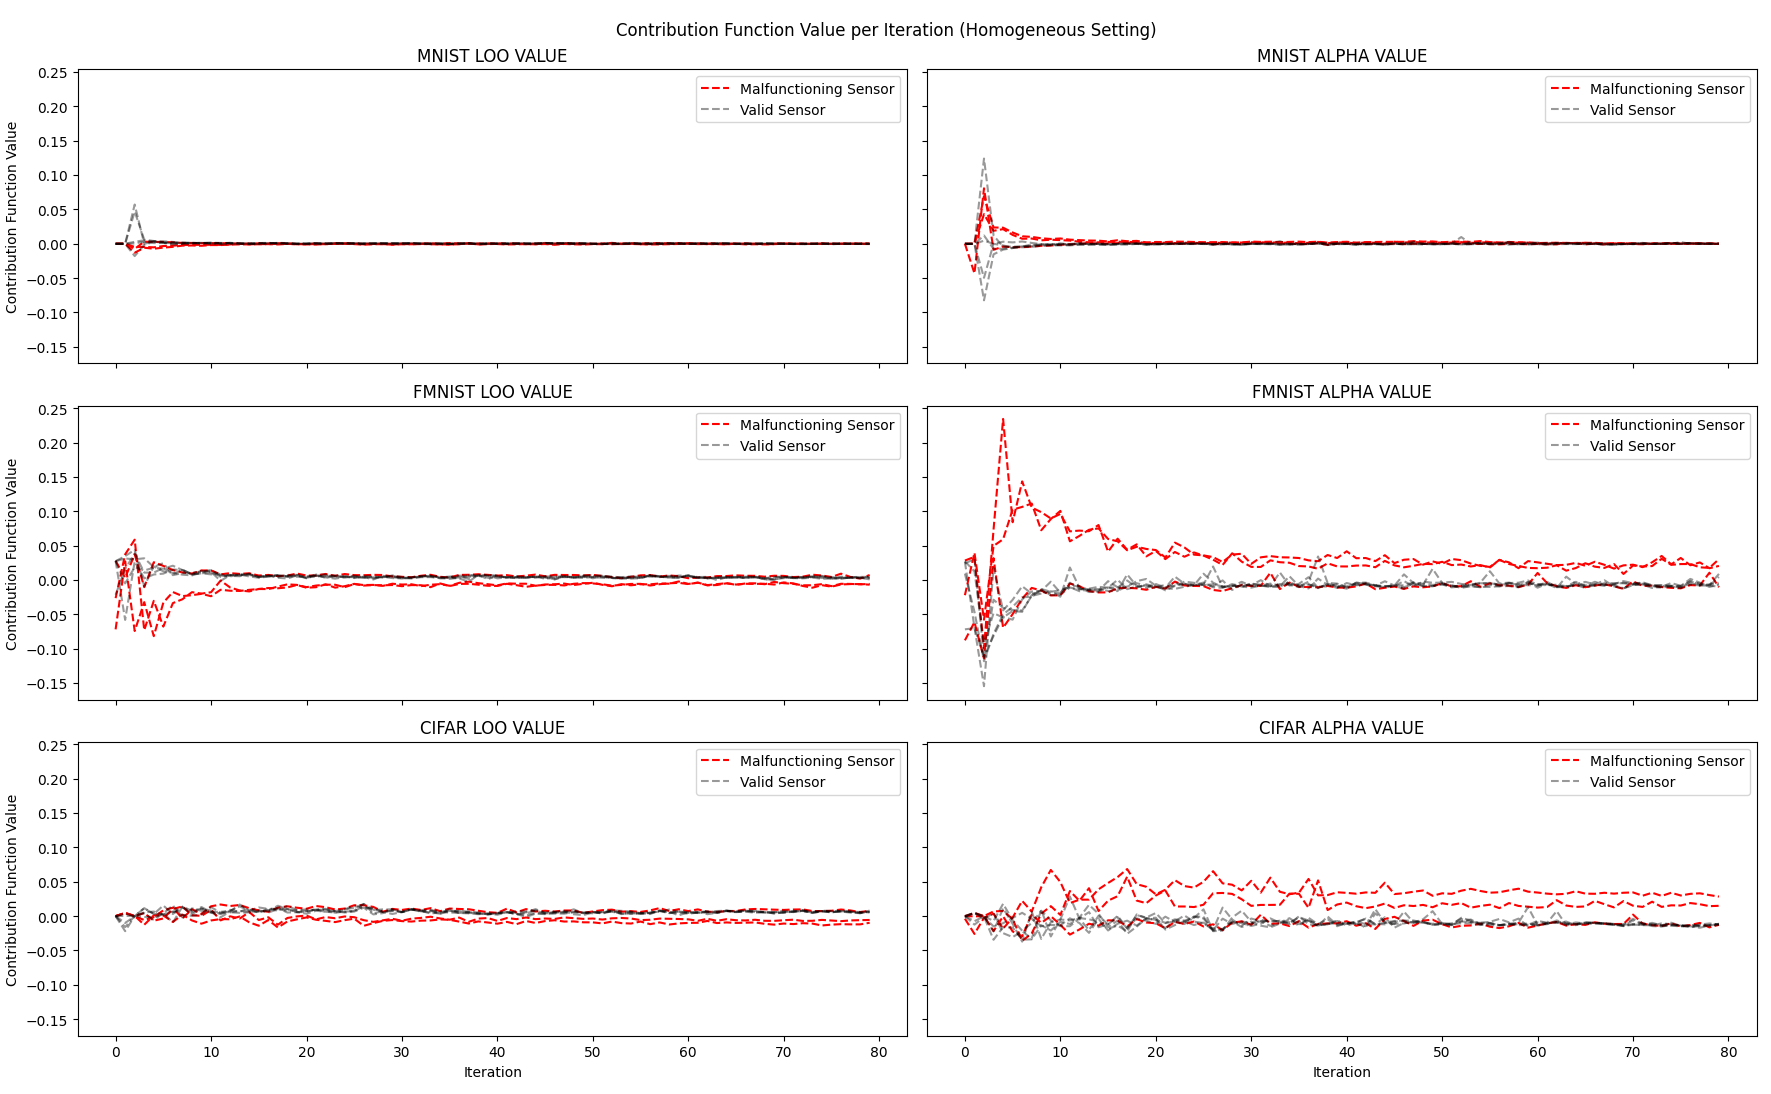 Contribution Function Value per Iteration (Homogeneous Setting)
MNIST LOO VALUE
Contribution Function Value
0.25
0.20
0.15
0.10
0.05
0.00
−0.05
−0.10
−0.15
Malfunctioning Sensor
Valid Sensor
MNIST ALPHA VALUE
Malfunctioning Sensor
Valid Sensor
FMNIST LOO VALUE
Contribution Function Value
0.25
0.20
0.15
0.10
0.05
0.00
−0.05
−0.10
−0.15
Malfunctioning Sensor
Valid Sensor
FMNIST ALPHA VALUE
Malfunctioning Sensor
Valid Sensor
CIFAR LOO VALUE
Contribution Function Value
0.25
0.20
0.15
0.10
0.05
0.00
−0.05
−0.10
−0.15
Malfunctioning Sensor
Valid Sensor
0 10 20 30 40 50 60 70 80
Iteration
CIFAR ALPHA VALUE
Malfunctioning Sensor
Valid Sensor
0 10 20 30 40 50 60 70 80
Iteration